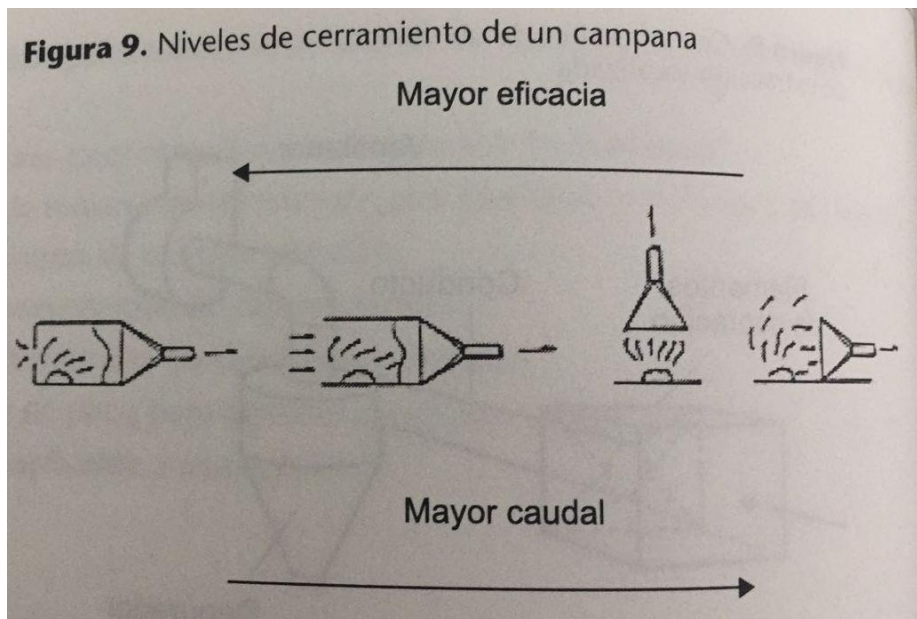 Figura 9. Niveles de cerramiento de un campana
Mayor eficacia
Mayor caudal